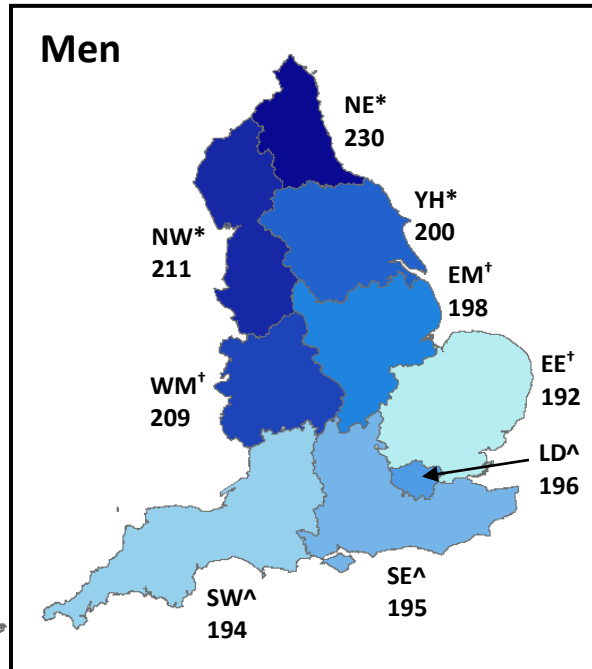 Men
NE*
230
YH*
200
NW*
211
EM†
198
EE†
192
WM†
209
LD^
196
SE^
195
SW^
194